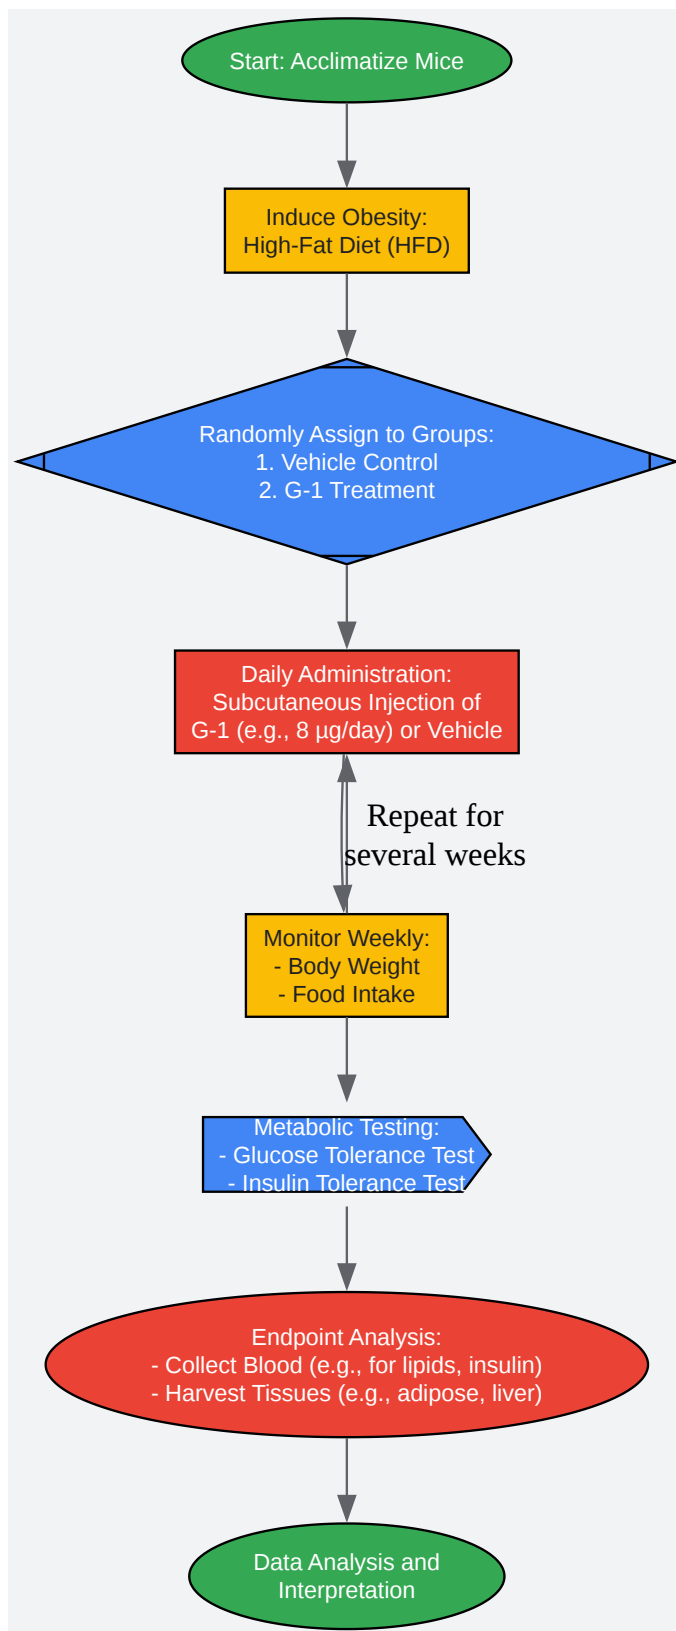 Start: Acclimatize Mice
Induce Obesity:
High-Fat Diet (HFD)
Randomly Assign to Groups:
1. Vehicle Control
2. G-1 Treatment
Daily Administration:
Subcutaneous Injection of
G-1 (e.g., 8 µg/day) or Vehicle
Repeat for
several weeks
Monitor Weekly:
- Body Weight
- Food Intake
Metabolic Testing:
- Glucose Tolerance Test
- Insulin Tolerance Test
Endpoint Analysis:
- Collect Blood (e.g., for lipids, insulin)
- Harvest Tissues (e.g., adipose, liver)
Data Analysis and
Interpretation